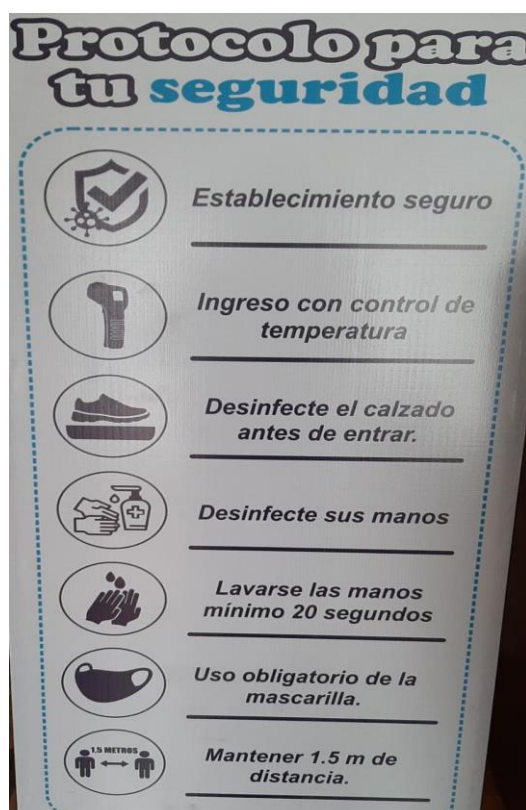 Protocolo para
tu seguridad
Establecimiento seguro
Ingreso con control de
temperatura
Desinfecte el calzado
antes de entrar.
Desinfecte sus manos
Lavarse las manos
mínimo 20 segundos
Uso obligatorio de la
mascarilla.
1.5 METROS
Mantener 1.5 m de
distancia.